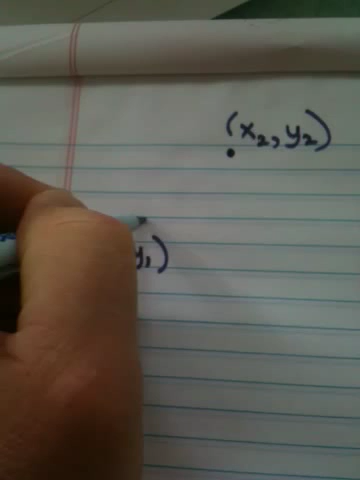 (x₂, y₂)
y₁)